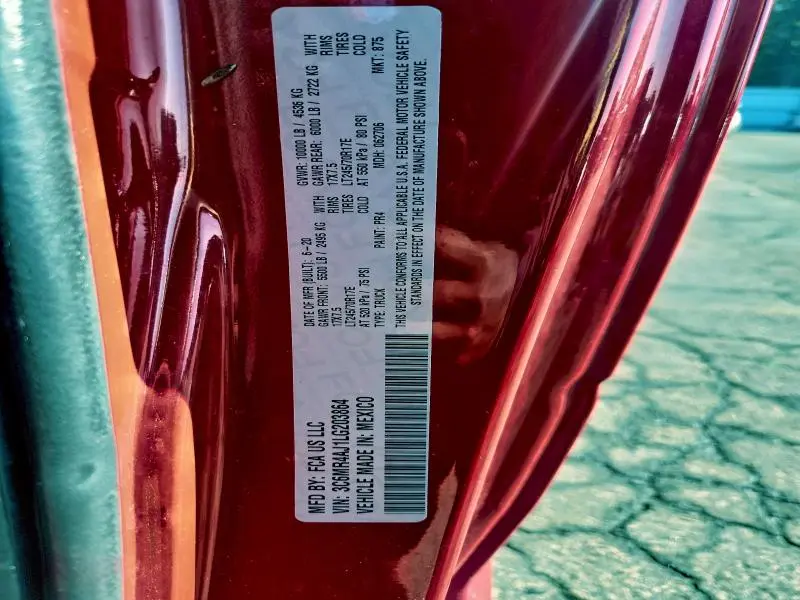 MFD BY: FCA US LLC
VIN: 3C6MR4AJ1LG203864
VEHICLE MADE IN: MEXICO
DATE OF MFR (BUILT): 6-20
GVWR: 10000 LB / 4536 KG
GAWR FRONT: 5500 LB / 2495 KG WITH
GAWR REAR: 6000 LB / 2722 KG WITH
17X7.5 RIMS
17X7.5 RIMS
LT245/70R17E TIRES
LT245/70R17E TIRES
AT 520 kPa / 75 PSI COLD
AT 550 kPa / 80 PSI COLD
TYPE: TRUCK PAINT: PR4 MDH: 062706 MKT: 875
THIS VEHICLE CONFORMS TO ALL APPLICABLE U.S.A. FEDERAL MOTOR VEHICLE SAFETY
STANDARDS IN EFFECT ON THE DATE OF MANUFACTURE SHOWN ABOVE.